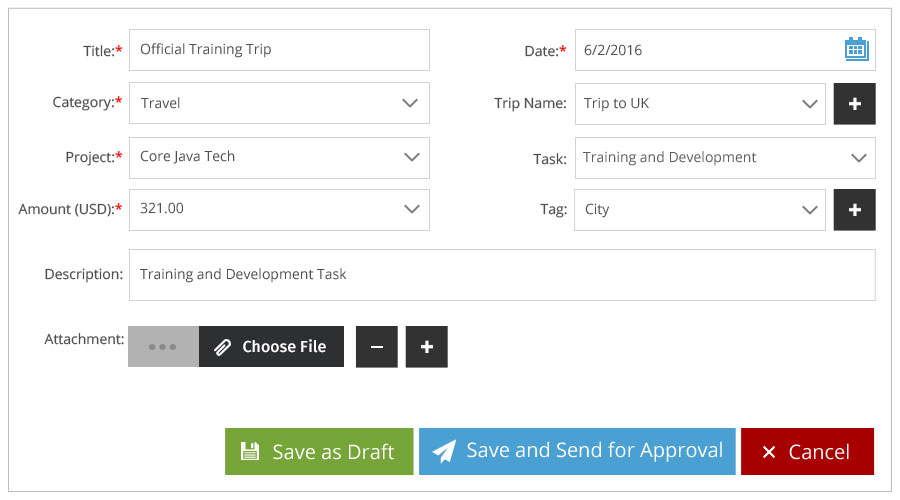 Title:* Official Training Trip Date:* 6/2/2016
Category:* Travel Trip Name: Trip to UK +
Project:* Core Java Tech Task: Training and Development
Amount (USD):* 321.00 Tag: City +
Description: Training and Development Task
Attachment: ... Choose File − +
Save as Draft Save and Send for Approval × Cancel